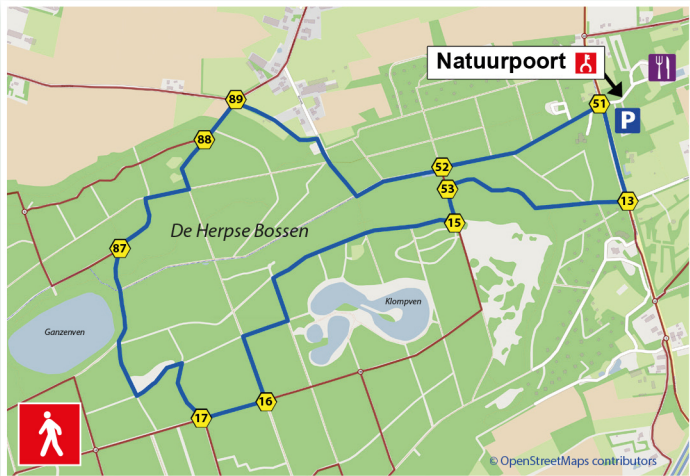 Natuurpoort
51
P
89
88
52
53
13
15
De Herpse Bossen
87
Klompven
Ganzenven
16
17
© OpenStreetMaps contributors